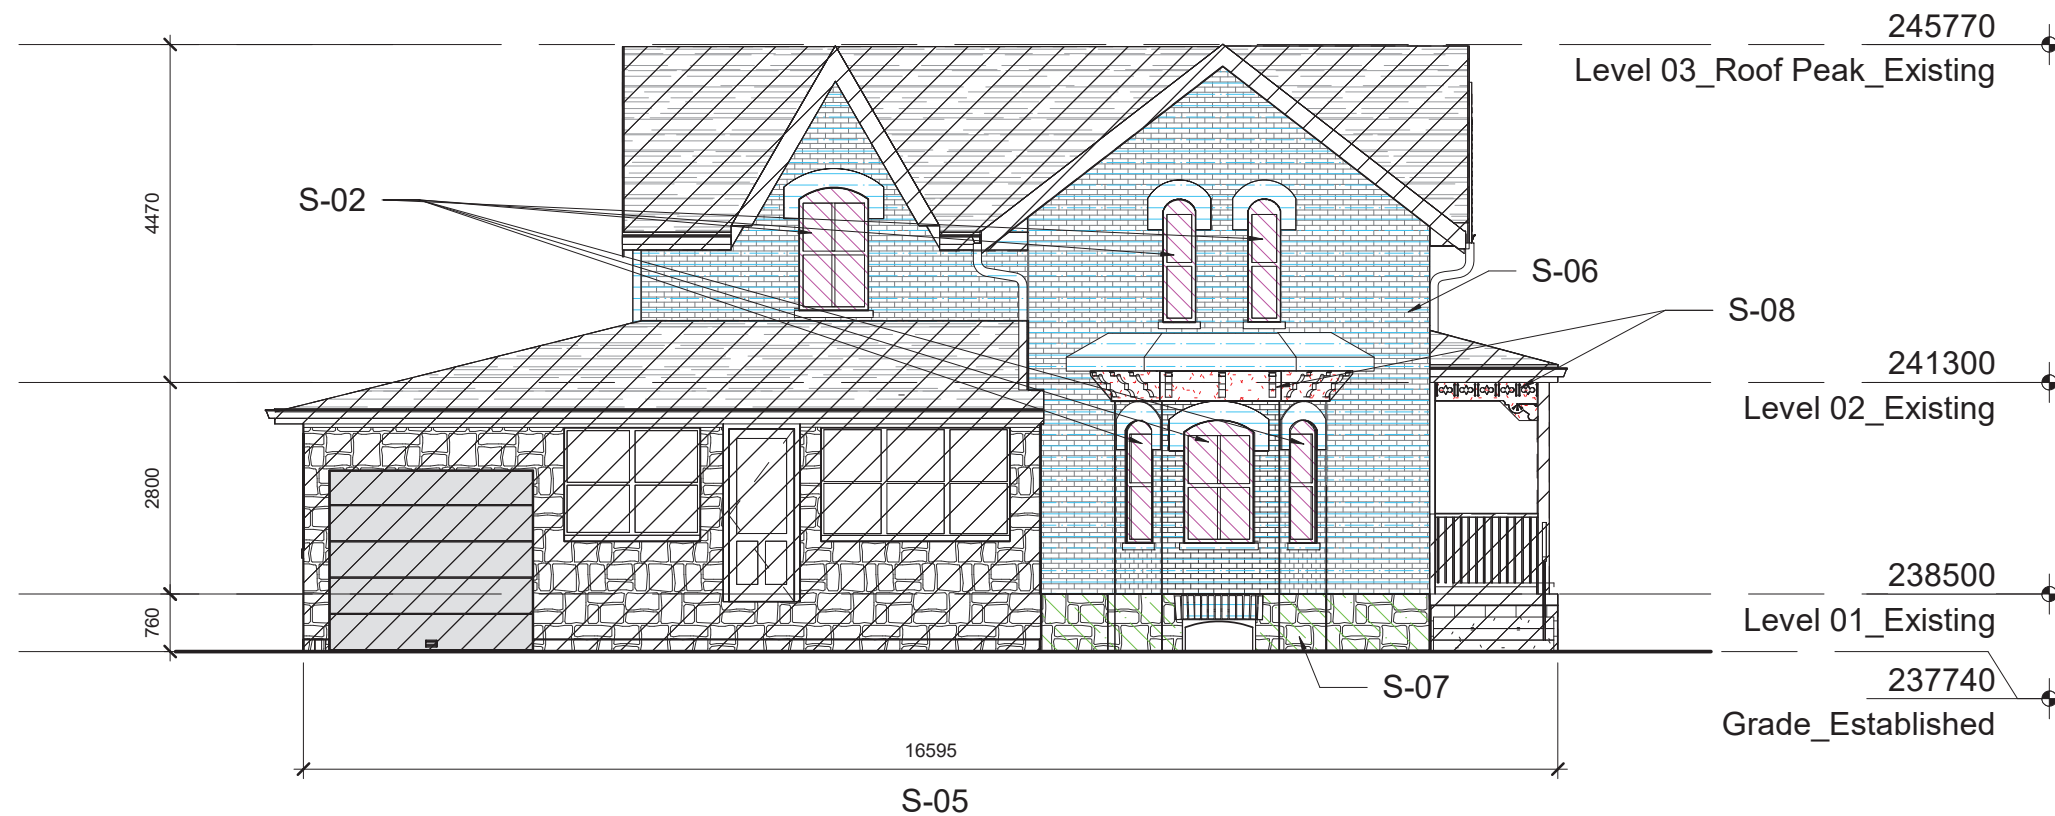 245770
Level 03_Roof Peak_Existing
S-02
4470
S-06
S-08
241300
Level 02_Existing
2800
238500
Level 01_Existing
760
S-07
237740
Grade_Established
16595
S-05